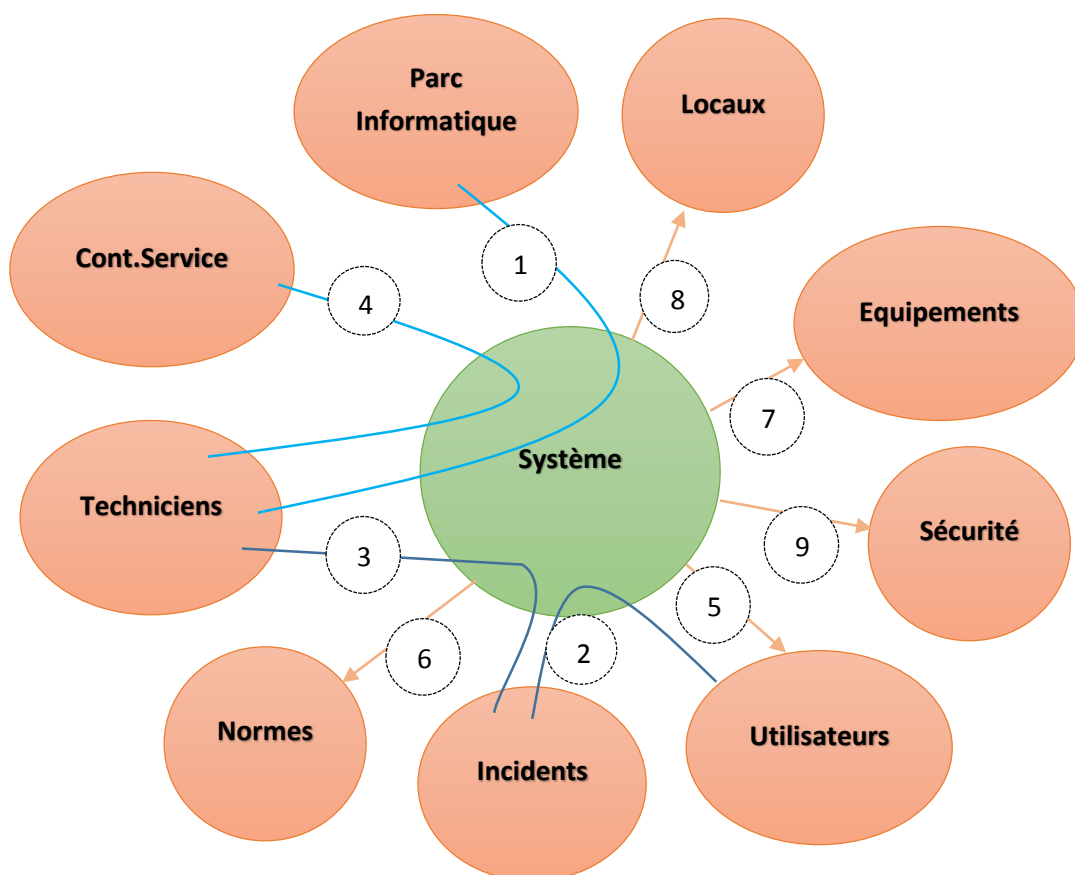 Parc
Informatique
Locaux
Cont.Service
1
4
8
Equipements
7
Système
Techniciens
3
9
Sécurité
5
6
2
Normes
Incidents
Utilisateurs